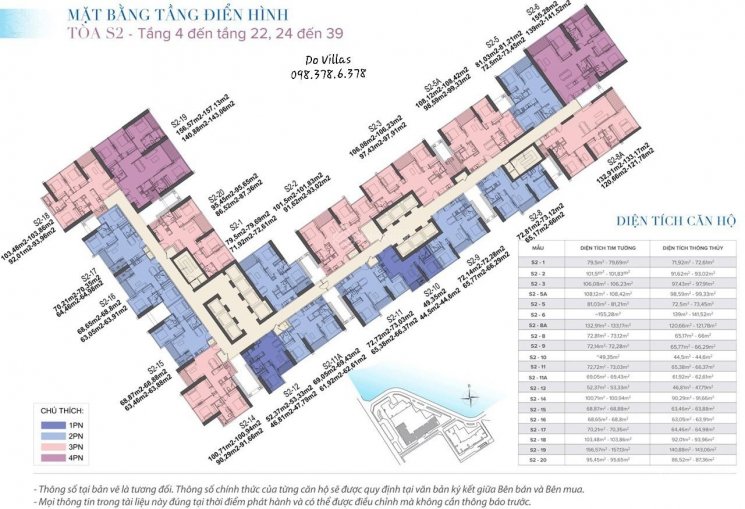 MẶT BẰNG TẦNG ĐIỂN HÌNH
TÒA S2 - Tầng 4 đến tầng 22, 24 đến 39
Do Villas
098.378.6.378
S2-6
155,28m2
139m2-141,52m2
S2-5
81,03m2-81,21m2
72,5m2-73,45m2
S2-5A
108,12m2-108,42m2
98,59m2-99,33m2
S2-3
106,08m2-106,23m2
97,43m2-97,91m2
S2-19
156,57m2-157,13m2
140,88m2-143,06m2
S2-20
95,45m2-95,65m2
86,52m2-87,36m2
S2-2
101,5m2-101,83m2
91,62m2-93,02m2
S2-1
79,5m2-79,69m2
71,92m2-72,61m2
S2-8A
132,91m2-133,17m2
120,66m2-121,78m2
S2-18
103,48m2-103,86m2
92,01m2-93,96m2
S2-8
72,81m2-73,12m2
65,17m2-66m2
S2-17
70,21m2-70,35m2
64,46m2-64,98m2
S2-9
72,14m2-72,28m2
65,77m2-66,29m2
S2-16
68,65m2-68,8m2
63,09m2-63,91m2
S2-10
49,35m2
44,5m2-44,6m2
S2-11
72,72m2-73,03m2
65,38m2-66,37m2
S2-15
68,87m2-68,88m2
63,46m2-63,88m2
S2-11A
69,05m2-69,43m2
61,92m2-62,61m2
S2-12
52,37m2-53,33m2
46,81m2-47,79m2
S2-14
100,71m2-100,94m2
90,29m2-91,66m2
CHÚ THÍCH:
1PN
2PN
3PN
4PN
DIỆN TÍCH CĂN HỘ
MẪU DIỆN TÍCH TIM TƯỜNG DIỆN TÍCH THÔNG THỦY
S2 - 1 79,5m² - 79,69m² 71,92m² - 72,61m²
S2 - 2 101,5m² - 101,83m² 91,62m² - 93,02m²
S2 - 3 106,08m² - 106,23m² 97,43m² - 97,91m²
S2 - 5A 108,12m² - 108,42m² 98,59m² - 99,33m²
S2 - 5 81,03m² - 81,21m² 72,5m² - 73,45m²
S2 - 6 ~155,28m² 139m² - 141,52m²
S2 - 8A 132,91m² - 133,17m² 120,66m² - 121,78m²
S2 - 8 72,81m² - 73,12m² 65,17m² - 66m²
S2 - 9 72,14m² - 72,28m² 65,77m² - 66,29m²
S2 - 10 ~49,35m² 44,5m² - 44,6m²
S2 - 11 72,72m² - 73,03m² 65,38m² - 66,37m²
S2 - 11A 69,05m² - 69,43m² 61,92m² - 62,61m²
S2 - 12 52,37m² - 53,33m² 46,81m² - 47,79m²
S2 - 14 100,71m² - 100,94m² 90,29m² - 91,66m²
S2 - 15 68,87m² - 68,88m² 63,46m² - 63,88m²
S2 - 16 68,65m² - 68,8m² 63,09m² - 63,91m²
S2 - 17 70,21m² - 70,35m² 64,46m² - 64,98m²
S2 - 18 103,48m² - 103,86m² 92,01m² - 93,96m²
S2 - 19 156,57m² - 157,13m² 140,88m² - 143,06m²
S2 - 20 95,45m² - 95,65m² 86,52m² - 87,36m²
- Thông số tại bản vẽ là tương đối. Thông số chính thức của từng căn hộ sẽ được quy định tại văn bản ký kết giữa Bên bán và Bên mua.
- Mọi thông tin trong tài liệu này đúng tại thời điểm phát hành và có thể được điều chỉnh mà không cần thông báo trước.